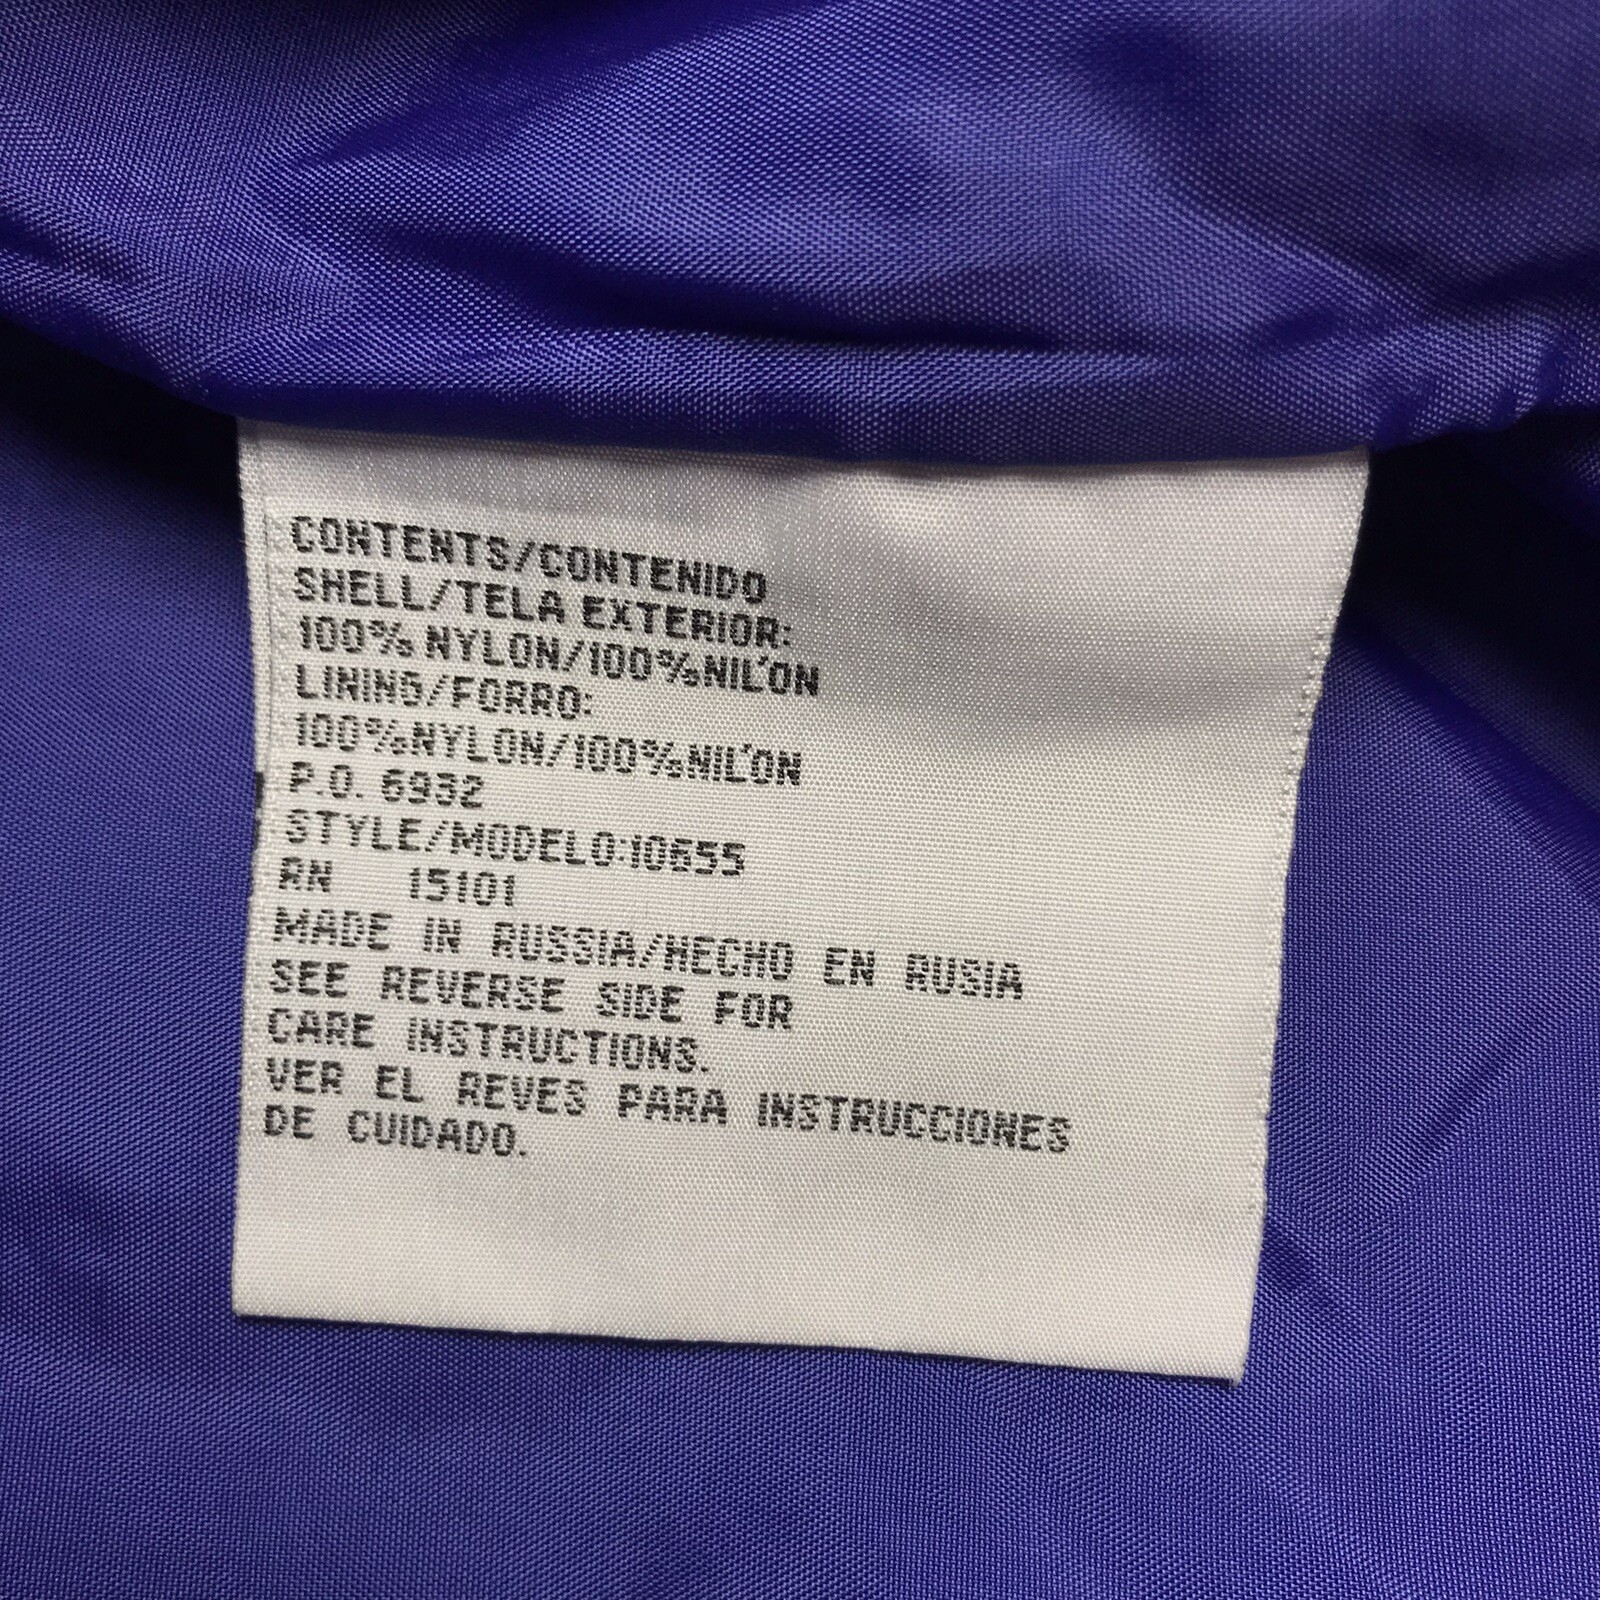 CONTENTS/CONTENIDO
SHELL/TELA EXTERIOR:
100% NYLON/100%NIL'ON
LINING/FORRO:
100%NYLON/100%NIL'ON
P.O. 6932
STYLE/MODELO:10655
RN 15101
MADE IN RUSSIA/HECHO EN RUSIA
SEE REVERSE SIDE FOR
CARE INSTRUCTIONS.
VER EL REVES PARA INSTRUCCIONES
DE CUIDADO.